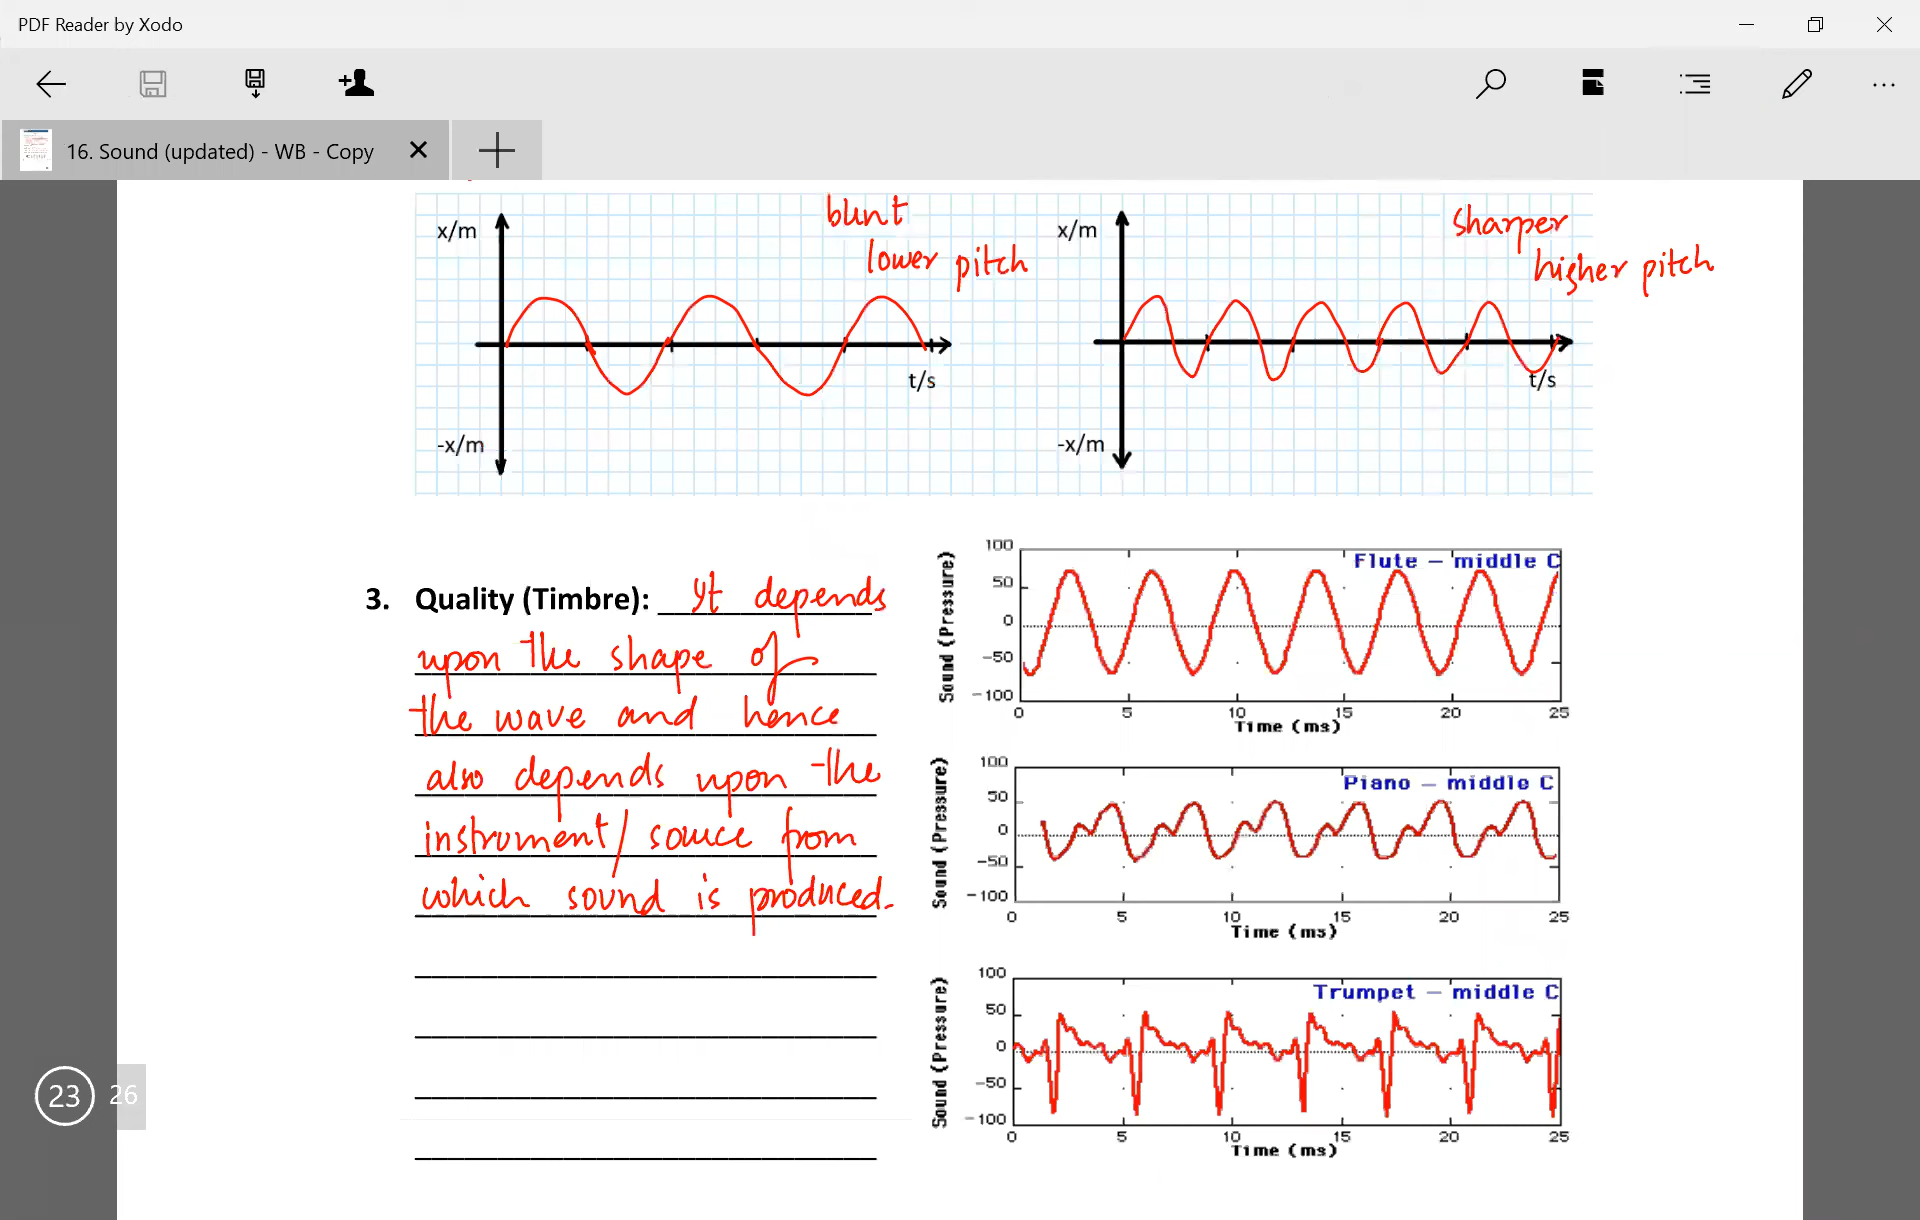 PDF Reader by Xodo
16. Sound (updated) - WB - Copy
x/m
blunt
lower pitch
t/s
-x/m
x/m
sharper
higher pitch
t/s
-x/m
3. Quality (Timbre): It depends
upon the shape of
the wave and hence
also depends upon the
instrument/source from
which sound is produced.
Flute - middle C
Sound (Pressure)
100
50
0
-50
-100
0 5 10 15 20 25
Time (ms)
Piano - middle C
Sound (Pressure)
100
50
0
-50
-100
0 5 10 15 20 25
Time (ms)
Trumpet - middle C
Sound (Pressure)
100
50
0
-50
-100
0 5 10 15 20 25
Time (ms)
23 26